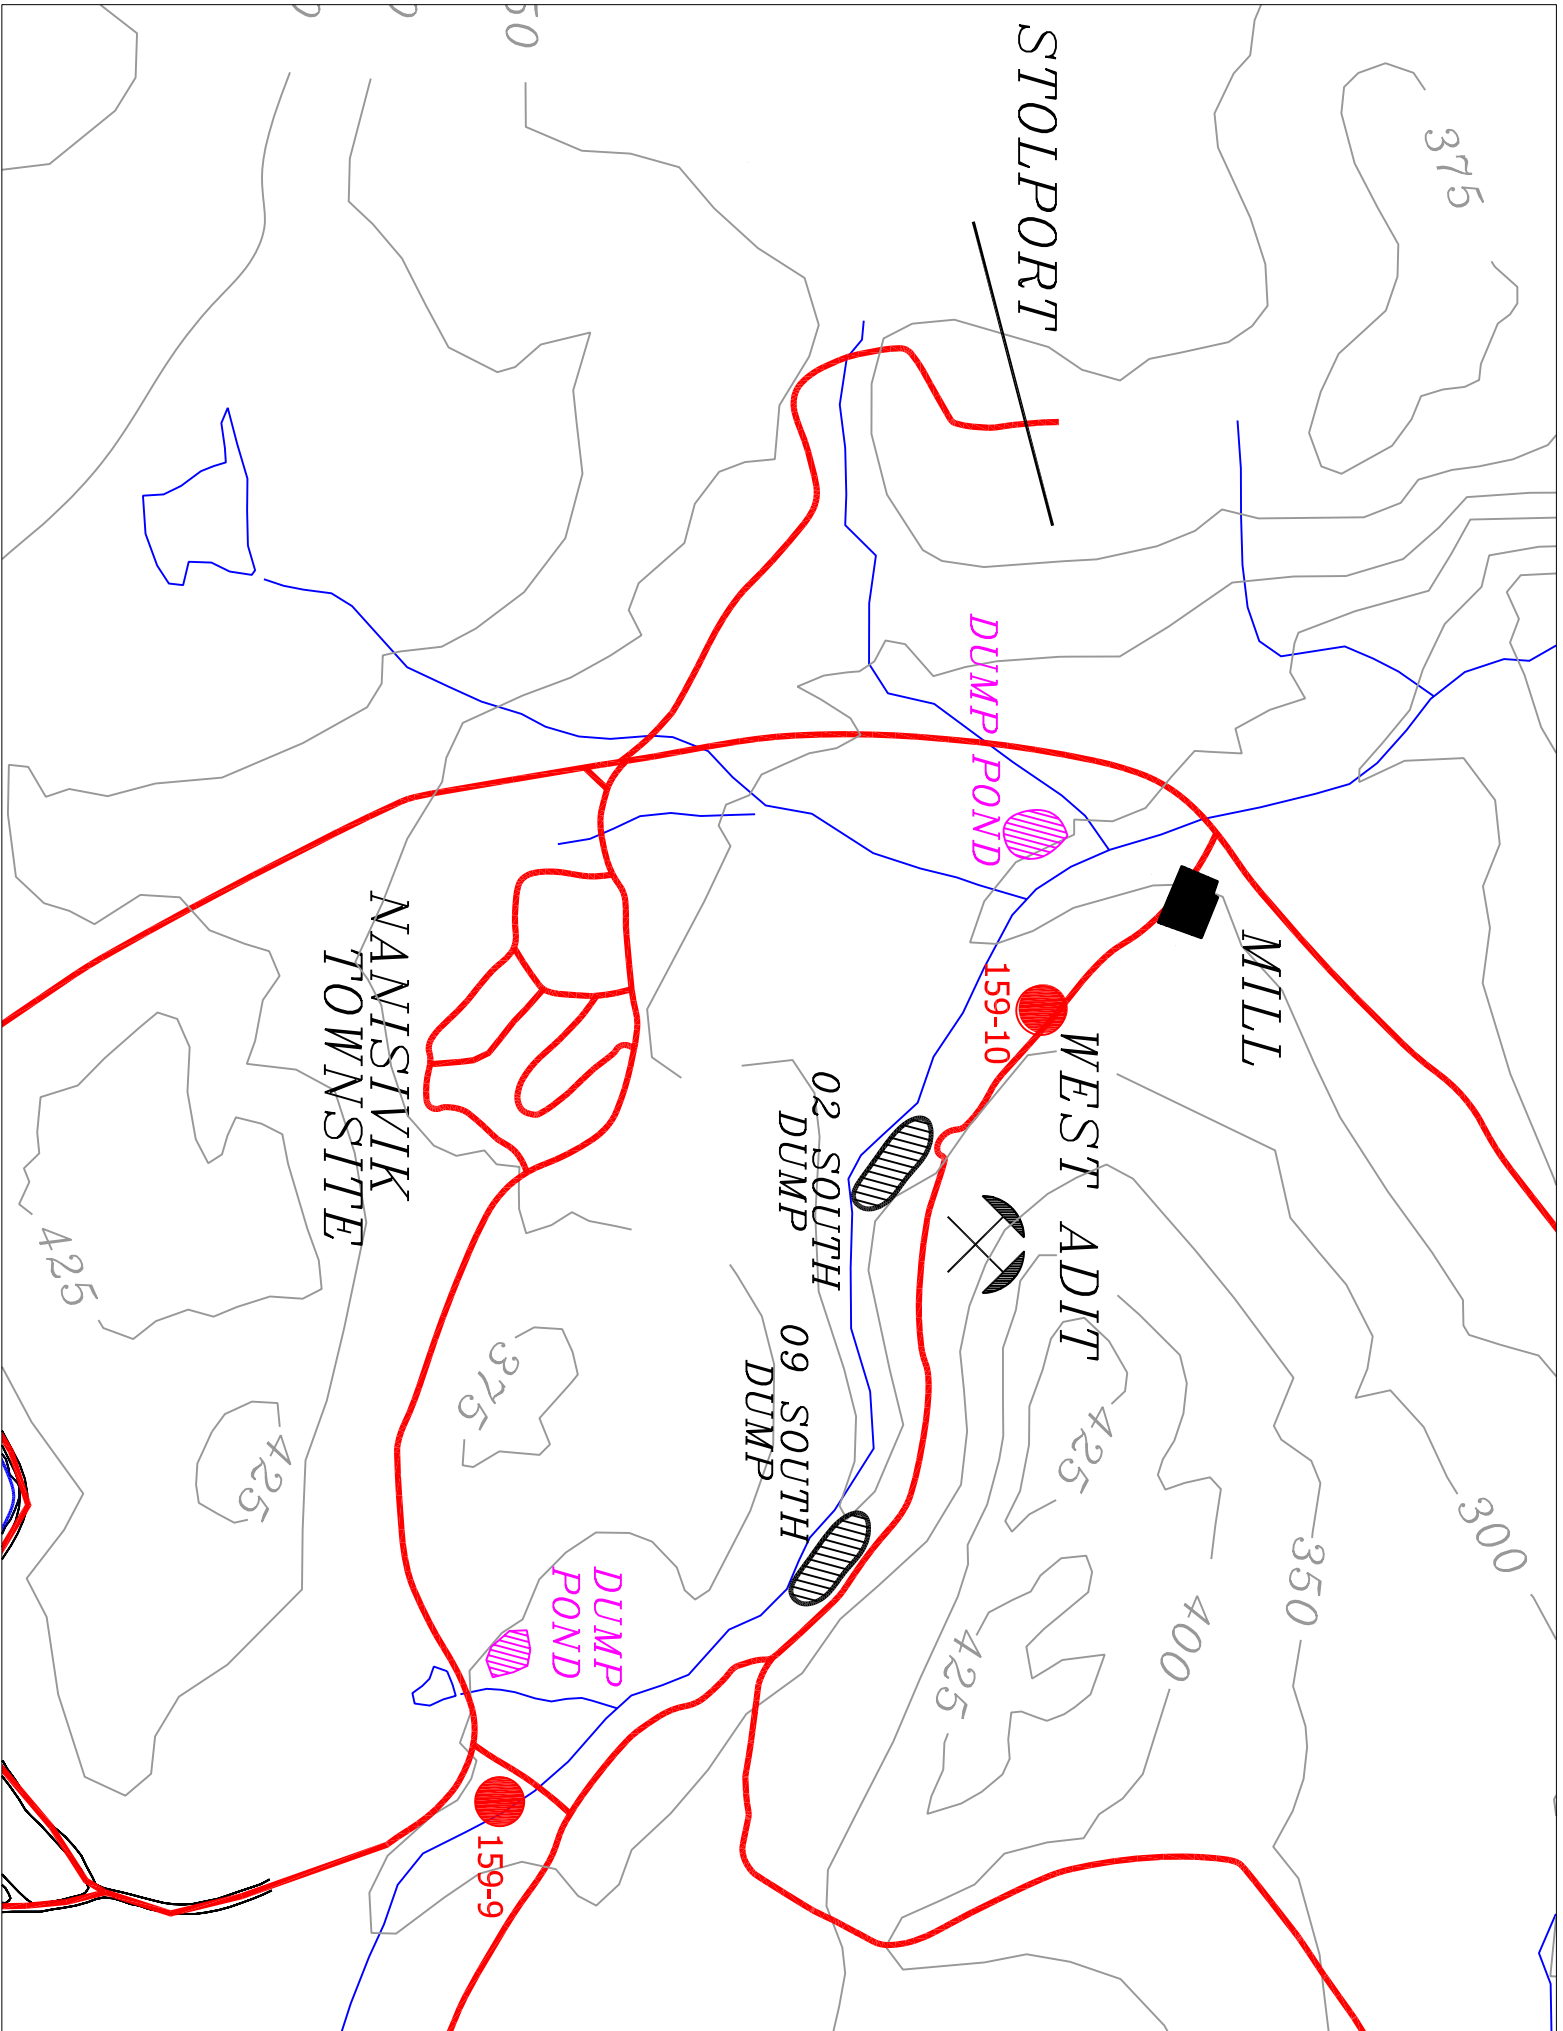 STOLPORT
375
DUMP POND
MILL
159-10
WEST ADIT
NANISIVIK
TOWNSITE
02 SOUTH
DUMP
09 SOUTH
DUMP
425
375
425
425
300
350
400
425
DUMP
POND
159-9